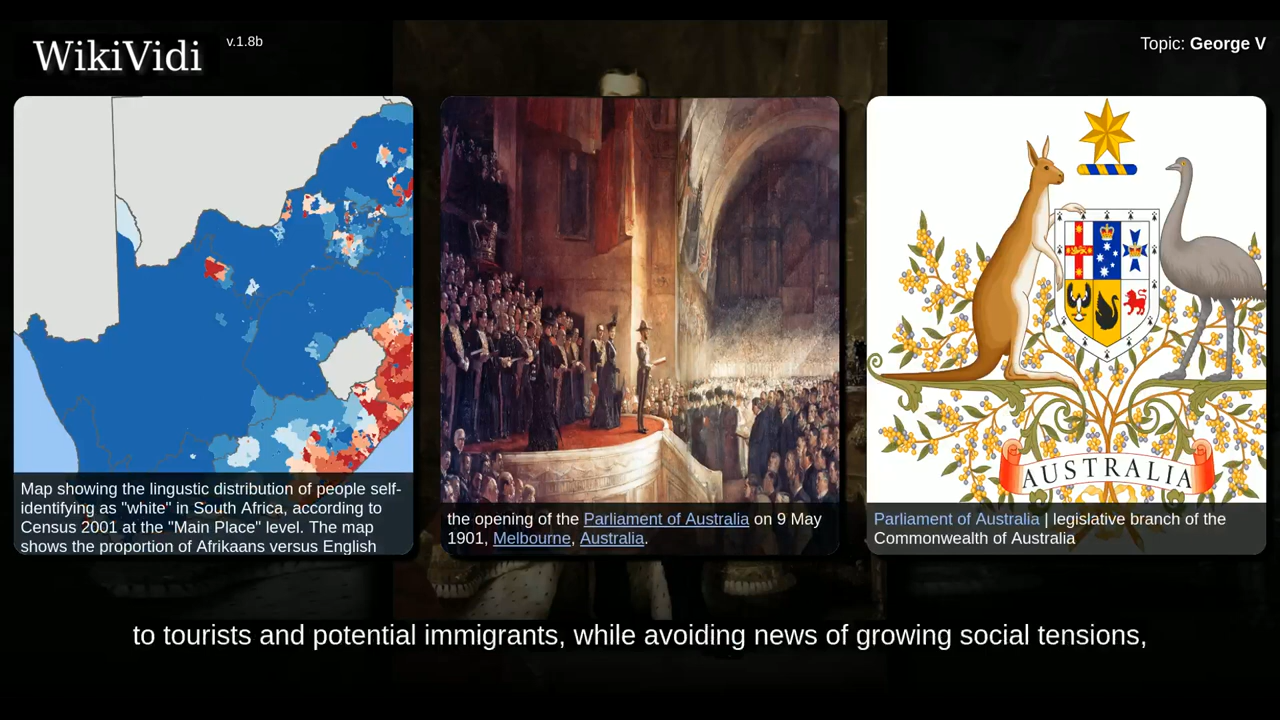 WikiVidi
v.1.8b
Topic: George V
Map showing the lingustic distribution of people self-
identifying as "white" in South Africa, according to
Census 2001 at the "Main Place" level. The map
shows the proportion of Afrikaans versus English
the opening of the Parliament of Australia on 9 May
1901, Melbourne, Australia.
AUSTRALIA
Parliament of Australia | legislative branch of the
Commonwealth of Australia
to tourists and potential immigrants, while avoiding news of growing social tensions,